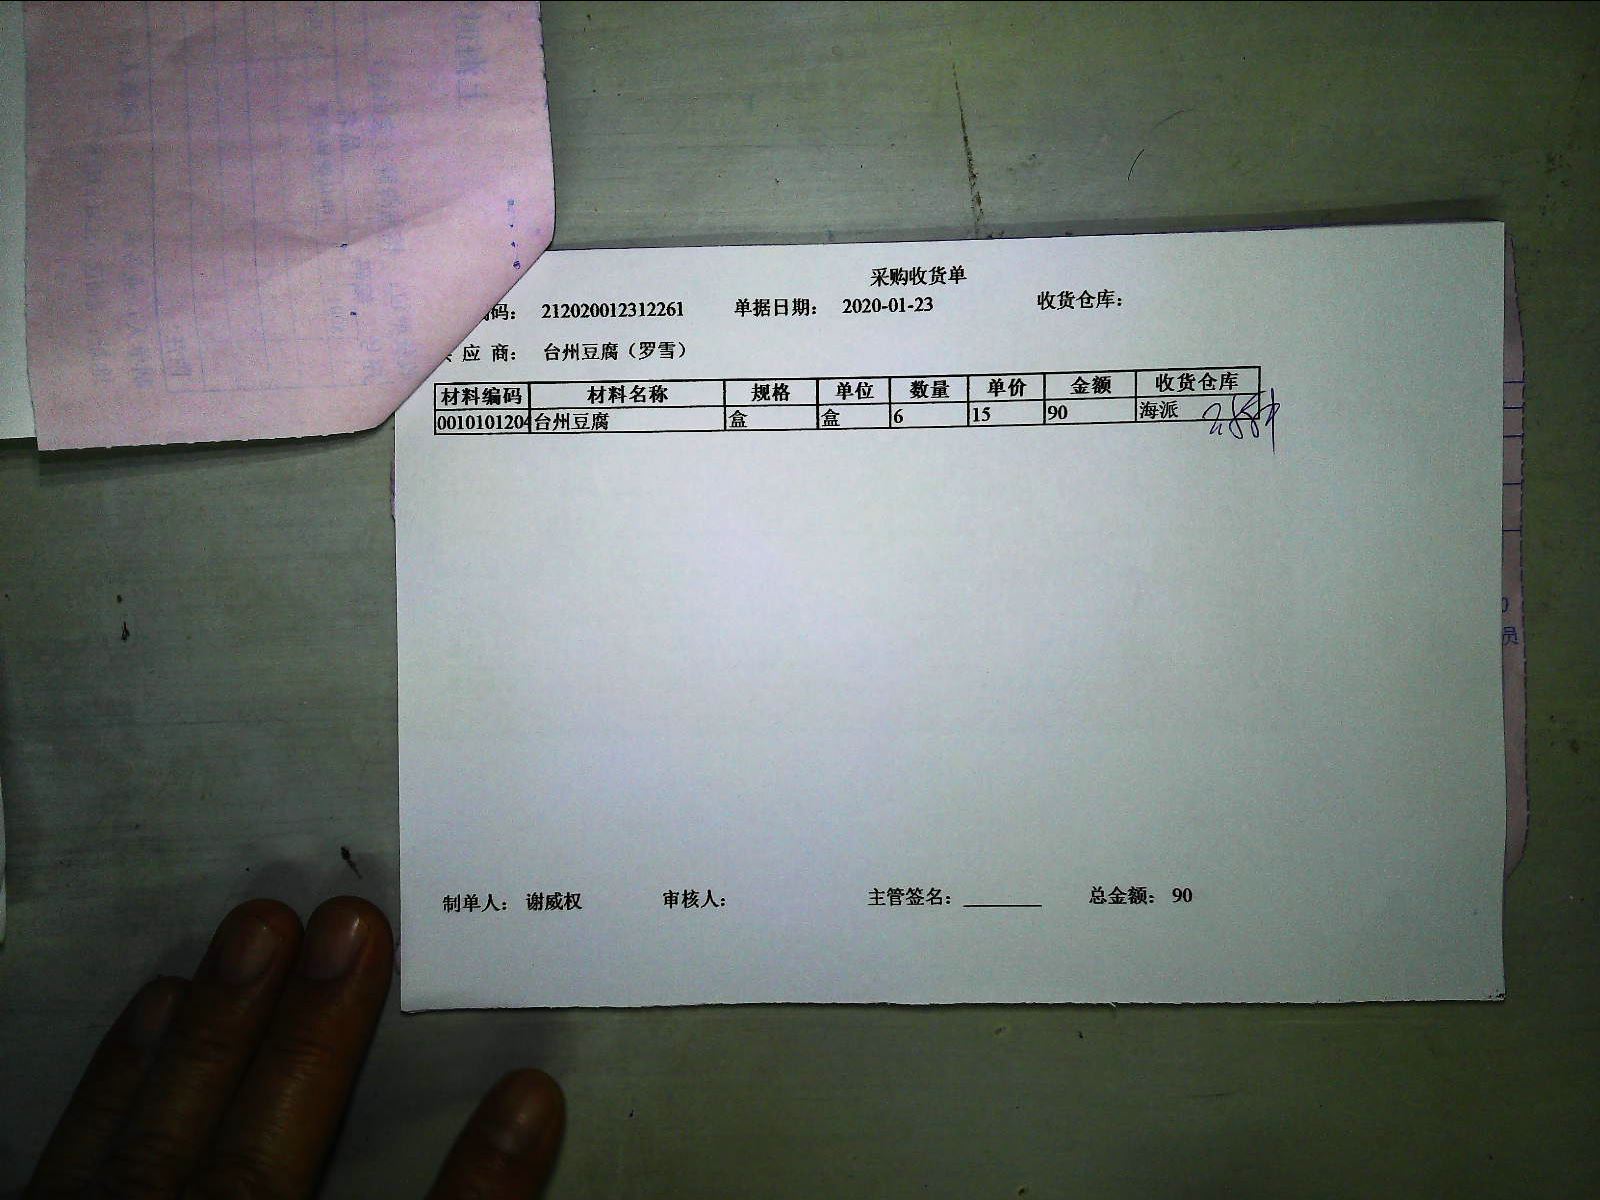 采购收货单
码： 212020012312261 单据日期： 2020-01-23 收货仓库：
应 商： 台州豆腐（罗雪）
材料编码 材料名称 规格 单位 数量 单价 金额 收货仓库
0010101204 台州豆腐 盒 盒 6 15 90 海派
制单人： 谢威权 审核人： 主管签名：________ 总金额： 90
员